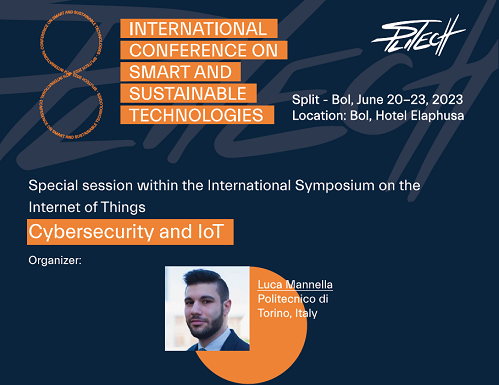 INTERNATIONAL
CONFERENCE ON
SMART AND
SUSTAINABLE
TECHNOLOGIES
SPLITECH
Split - Bol, June 20–23, 2023
Location: Bol, Hotel Elaphusa
Special session within the International Symposium on the
Internet of Things
Cybersecurity and IoT
Organizer:
Luca Mannella
Politecnico di
Torino, Italy